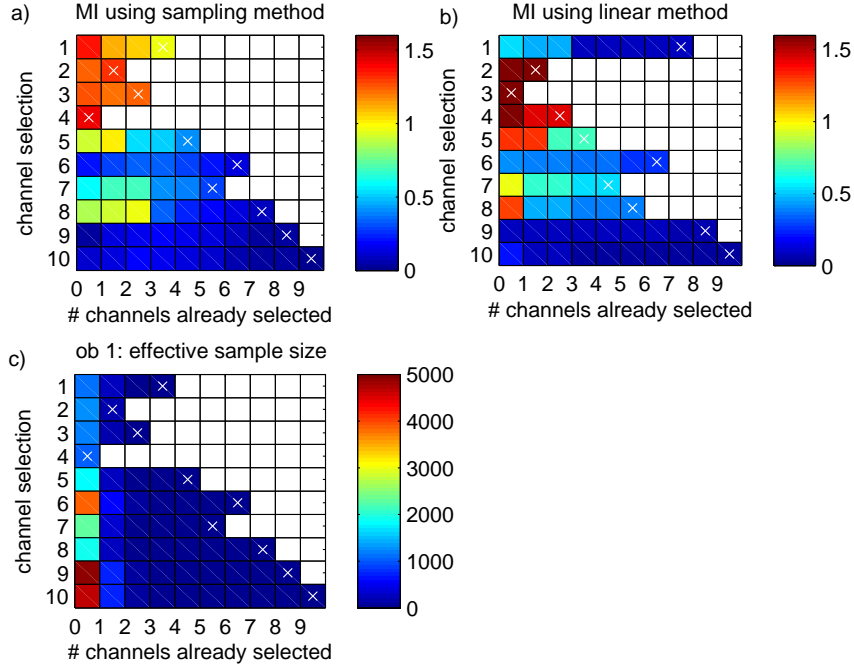 a)
MI using sampling method
channel selection
1
2
3
4
5
6
7
8
9
10
0 1 2 3 4 5 6 7 8 9
# channels already selected
1.5
1
0.5
0
b)
MI using linear method
channel selection
1
2
3
4
5
6
7
8
9
10
0 1 2 3 4 5 6 7 8 9
# channels already selected
1.5
1
0.5
0
c)
ob 1: effective sample size
channel selection
1
2
3
4
5
6
7
8
9
10
0 1 2 3 4 5 6 7 8 9
# channels already selected
5000
4000
3000
2000
1000
0